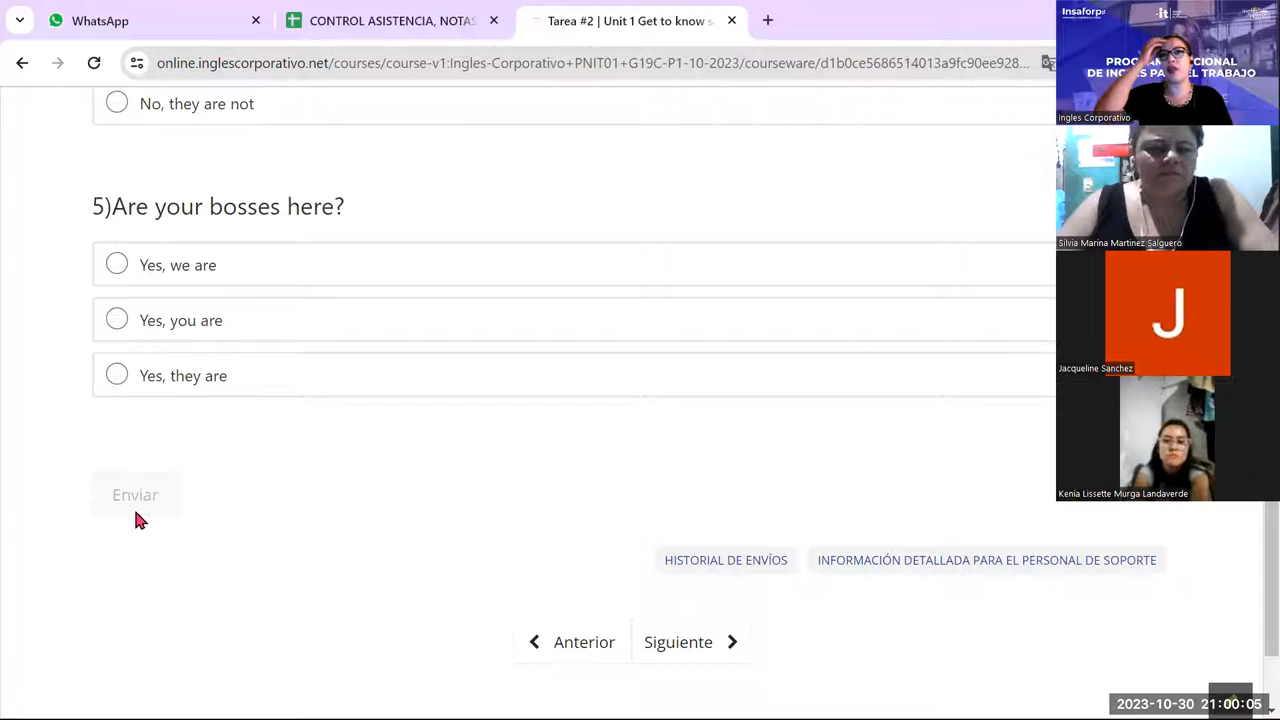 WhatsApp
CONTROL ASISTENCIA, NOTAS
Tarea #2 | Unit 1 Get to know s
online.inglescorporativo.net/courses/course-v1:Ingles-Corporativo+PNIT01+G19C-P1-10-2023/courseware/d1b0ce5686514013a9fc90ee928...
No, they are not
5)Are your bosses here?
Yes, we are
Yes, you are
Yes, they are
Enviar
HISTORIAL DE ENVÍOS
INFORMACIÓN DETALLADA PARA EL PERSONAL DE SOPORTE
Anterior
Siguiente
Insaforp
Ingles Corporativo
Silvia Marina Martinez Salguero
J
Jacqueline Sanchez
Kenia Lissette Murga Landaverde
2023-10-30 21:00:05